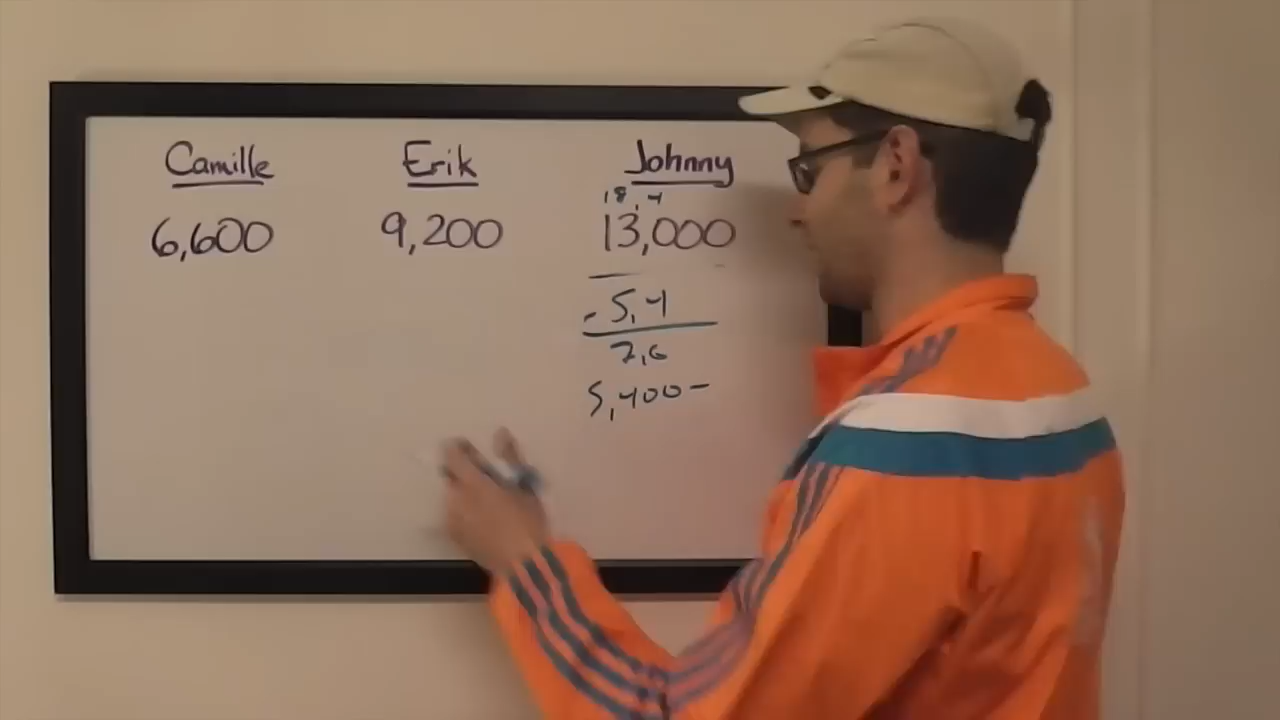 Camille Erik Johnny
18,4
6,600 9,200 13,000
- 5,4
7,6
5,400-